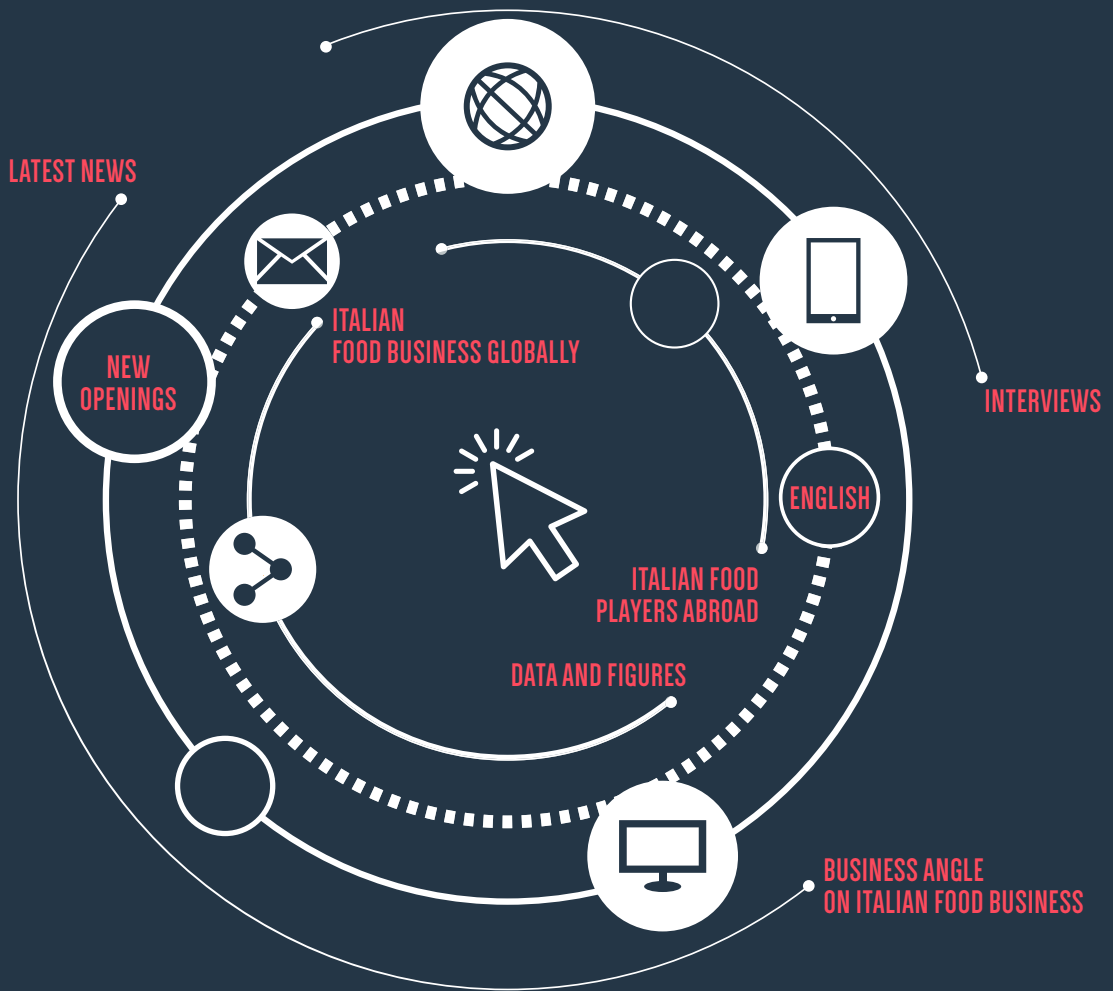 LATEST NEWS
ITALIAN
FOOD BUSINESS GLOBALLY
NEW
OPENINGS
INTERVIEWS
ENGLISH
ITALIAN FOOD
PLAYERS ABROAD
DATA AND FIGURES
BUSINESS ANGLE
ON ITALIAN FOOD BUSINESS